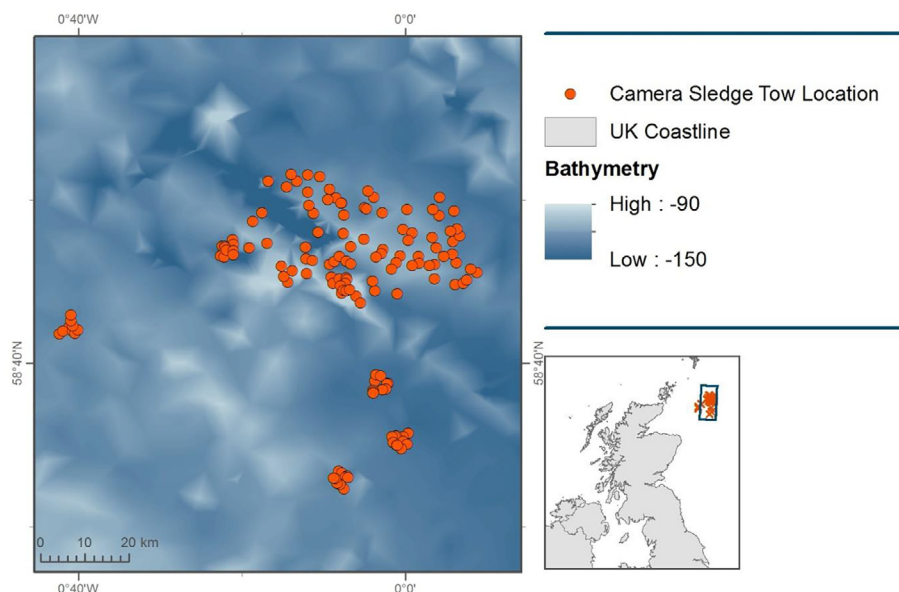 0°40'W
0°0'
Camera Sledge Tow Location
UK Coastline
Bathymetry
High : -90
Low : -150
58°40'N
58°40'N
0 10 20 km
0°40'W
0°0'